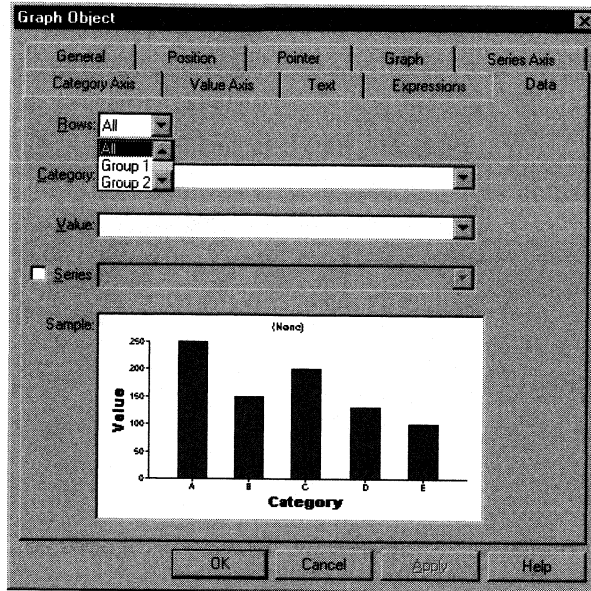 Graph Object
General Position Pointer Graph Series Axis
Category Axis Value Axis Text Expressions Data
Rows: All
All
Group 1
Group 2
Category:
Value:
Series
Sample:
(None)
250
200
150
100
50
0
Value
A B C D E
Category
OK Cancel Apply Help